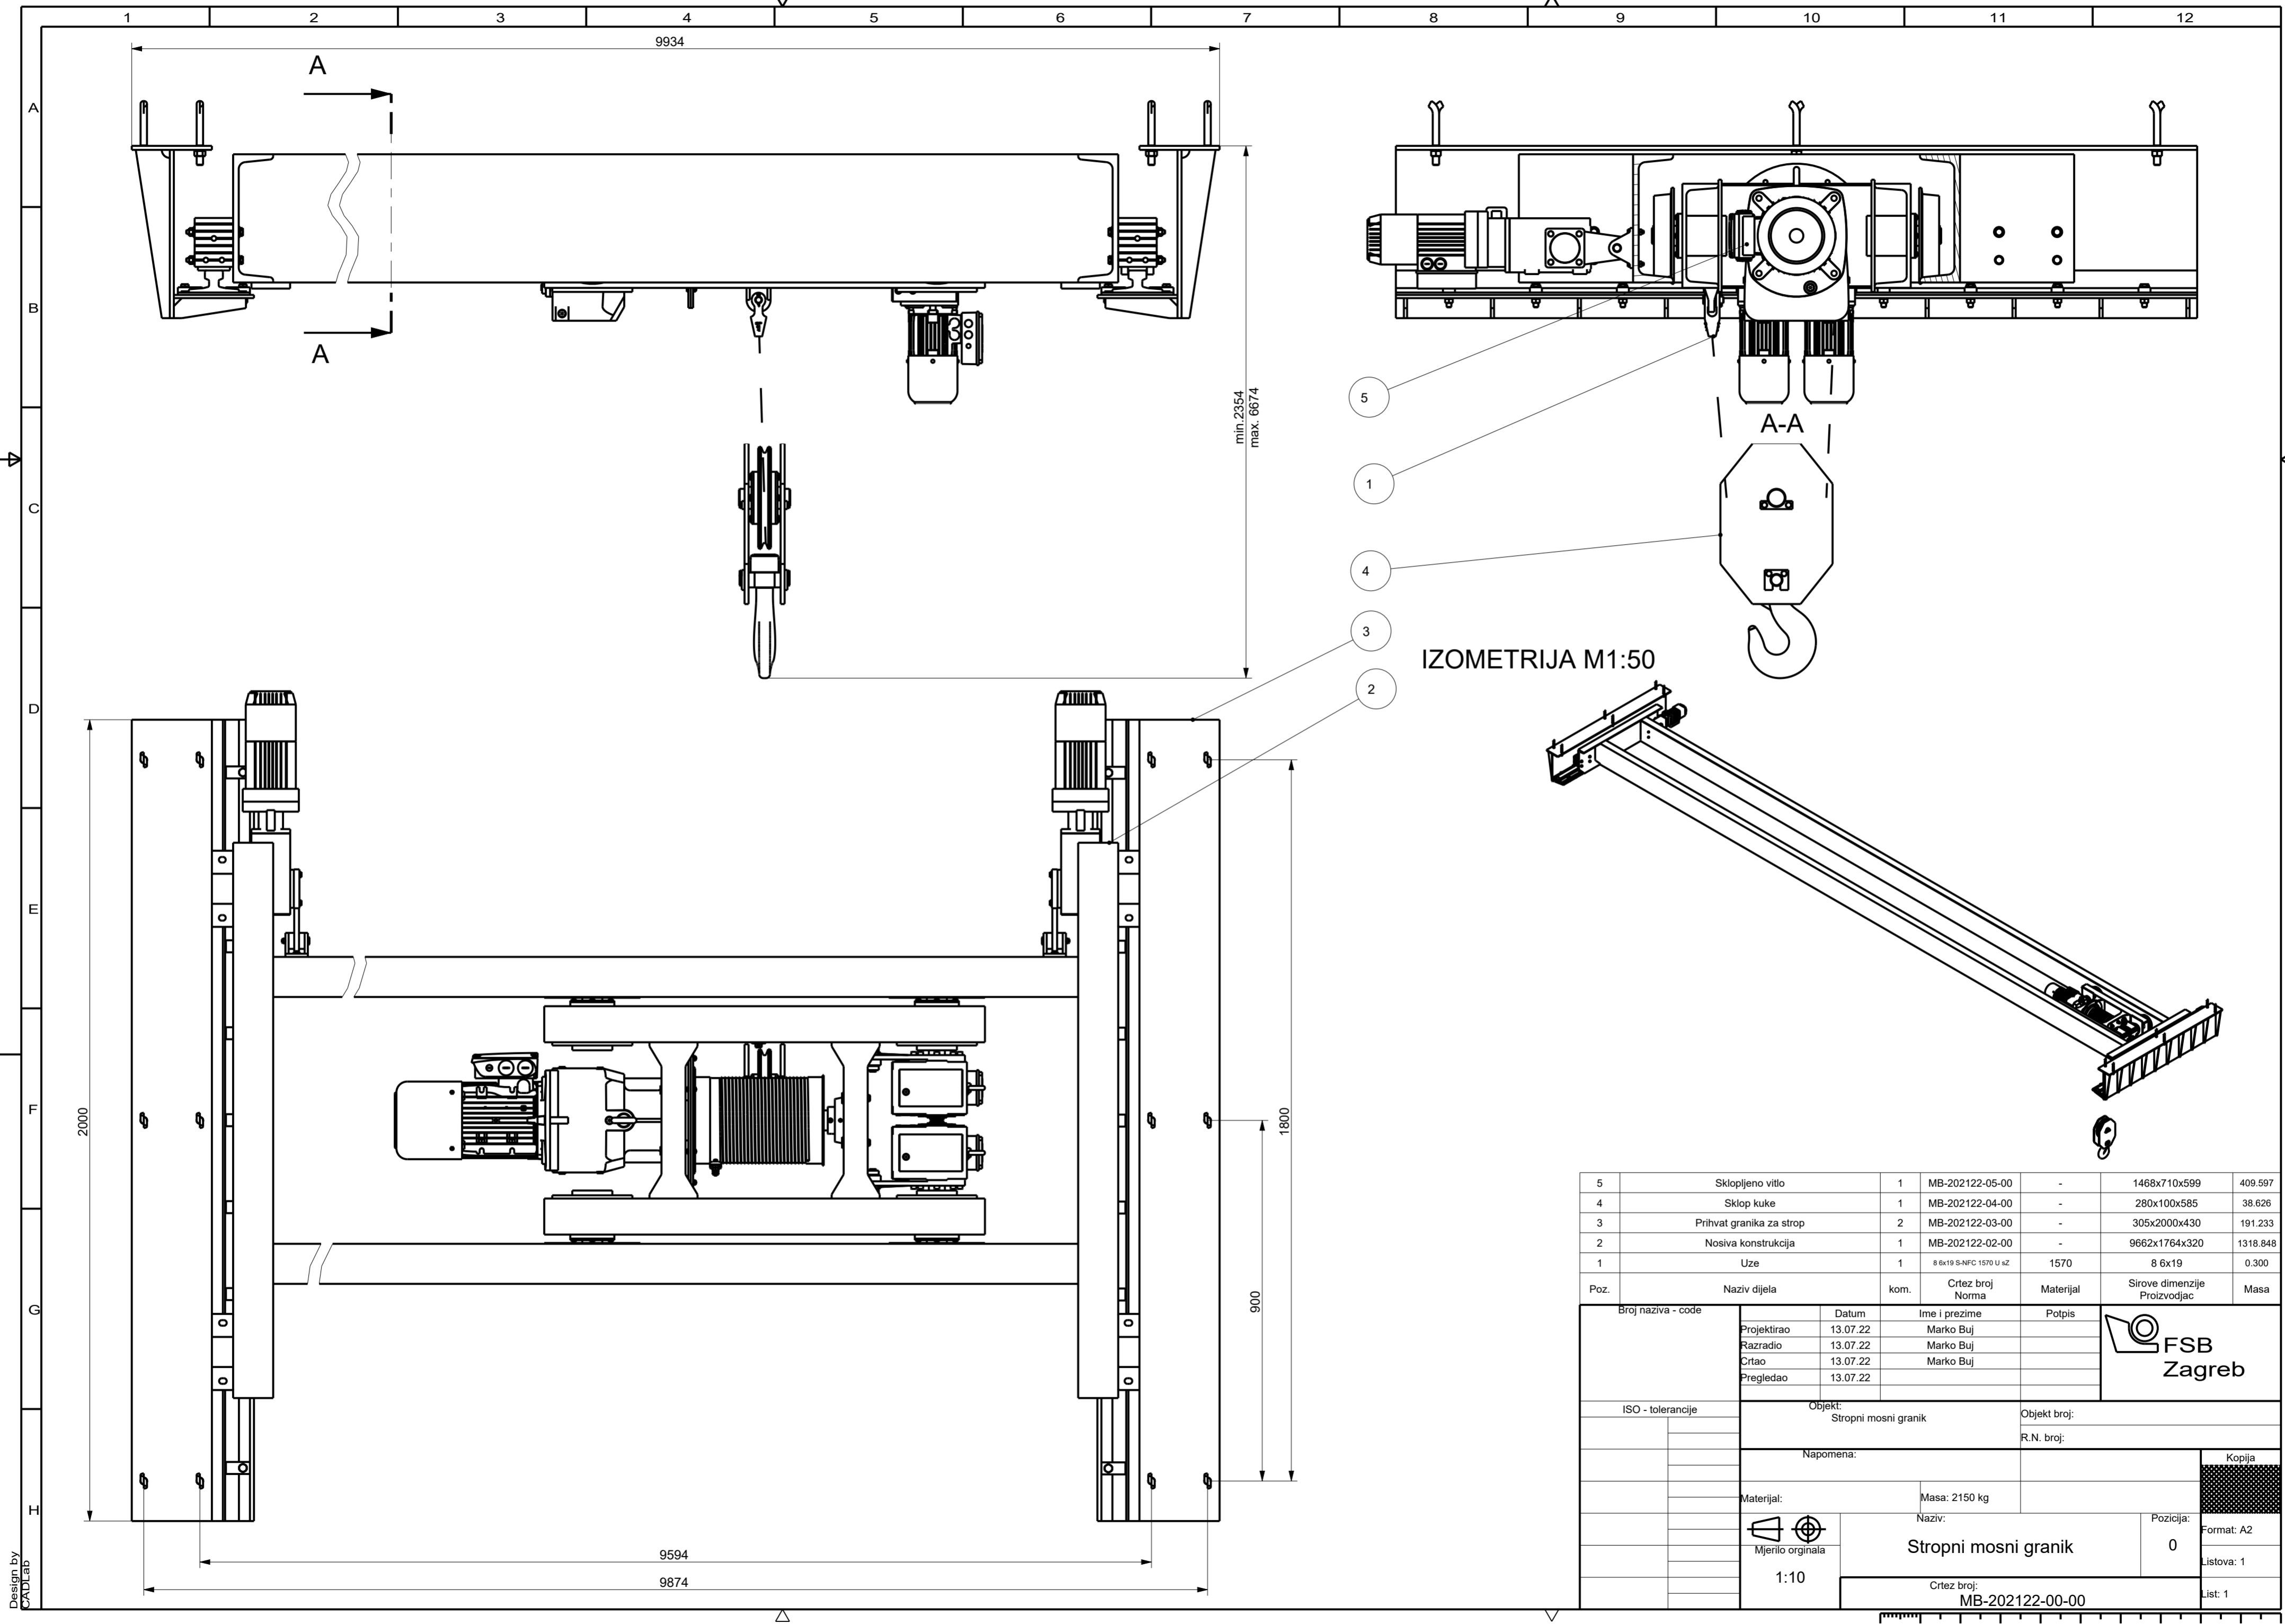 1 2 3 4 5 6 7 8 9 10 11 12
A
B
C
D
E
F
G
H
9934
A
A
min.2354
max. 6674
5
1
4
3
2
A-A
IZOMETRIJA M1:50
2000
1800
900
9594
9874
5 Sklopljeno vitlo 1 MB-202122-05-00 - 1468x710x599 409.597
4 Sklop kuke 1 MB-202122-04-00 - 280x100x585 38.626
3 Prihvat granika za strop 2 MB-202122-03-00 - 305x2000x430 191.233
2 Nosiva konstrukcija 1 MB-202122-02-00 - 9662x1764x320 1318.848
1 Uze 1 8 6x19 S-NFC 1570 U sZ 1570 8 6x19 0.300
Poz. Naziv dijela kom. Crtez broj Norma Materijal Sirove dimenzije Proizvodjac Masa
Broj naziva - code
Datum Ime i prezime Potpis
Projektirao 13.07.22 Marko Buj
Razradio 13.07.22 Marko Buj
Crtao 13.07.22 Marko Buj
Pregledao 13.07.22
FSB
Zagreb
ISO - tolerancije
Objekt:
Stropni mosni granik
Objekt broj:
R.N. broj:
Napomena:
Kopija
Materijal:
Masa: 2150 kg
Naziv:
Stropni mosni granik
Pozicija:
0
Format: A2
Mjerilo orginala
1:10
Listova: 1
Crtez broj:
MB-202122-00-00
List: 1
Design by
CADLab